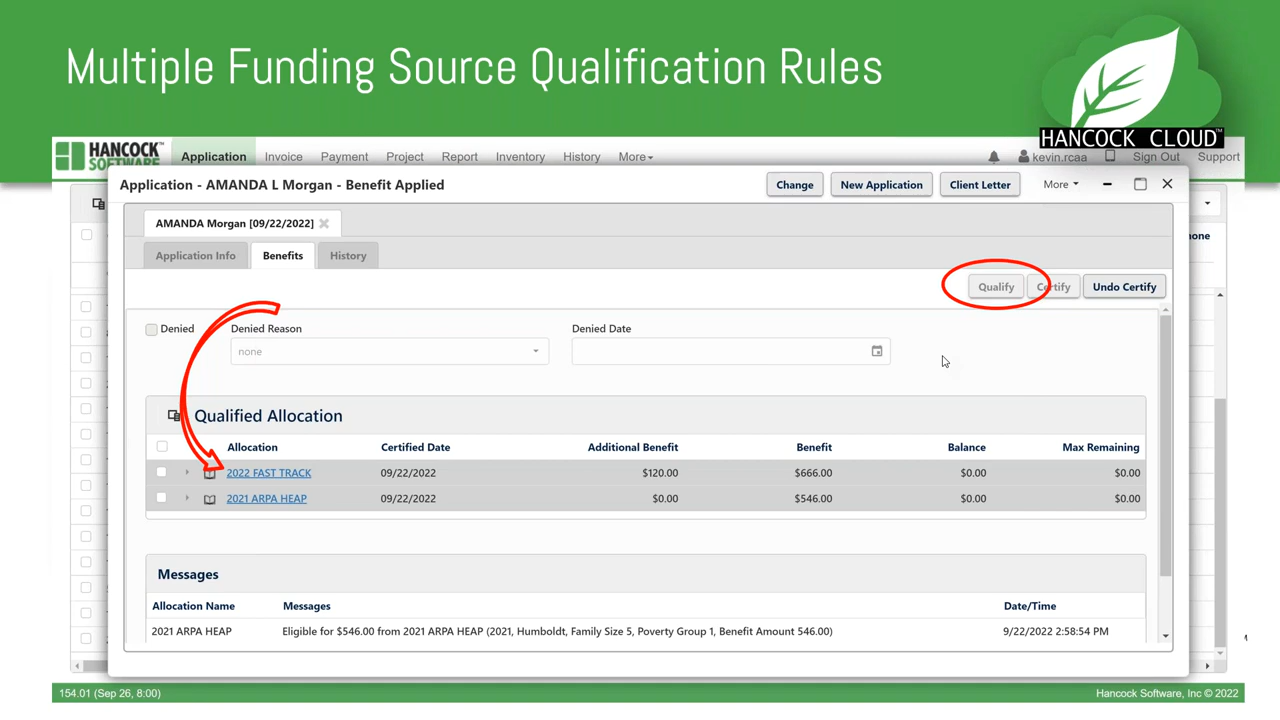 Multiple Funding Source Qualification Rules
HANCOCK CLOUD™
HANCOCK™ SOFTWARE
Application Invoice Payment Project Report Inventory History More
kevin.rcaa Sign Out Support
Application - AMANDA L Morgan - Benefit Applied
Change New Application Client Letter More
AMANDA Morgan [09/22/2022]
Application Info Benefits History
Qualify Certify Undo Certify
Denied Denied Reason Denied Date
none
Qualified Allocation
Allocation Certified Date Additional Benefit Benefit Balance Max Remaining
2022 FAST TRACK 09/22/2022 $120.00 $666.00 $0.00 $0.00
2021 ARPA HEAP 09/22/2022 $0.00 $546.00 $0.00 $0.00
Messages
Allocation Name Messages Date/Time
2021 ARPA HEAP Eligible for $546.00 from 2021 ARPA HEAP (2021, Humboldt, Family Size 5, Poverty Group 1, Benefit Amount 546.00) 9/22/2022 2:58:54 PM
154.01 (Sep 26, 8:00) Hancock Software, Inc © 2022